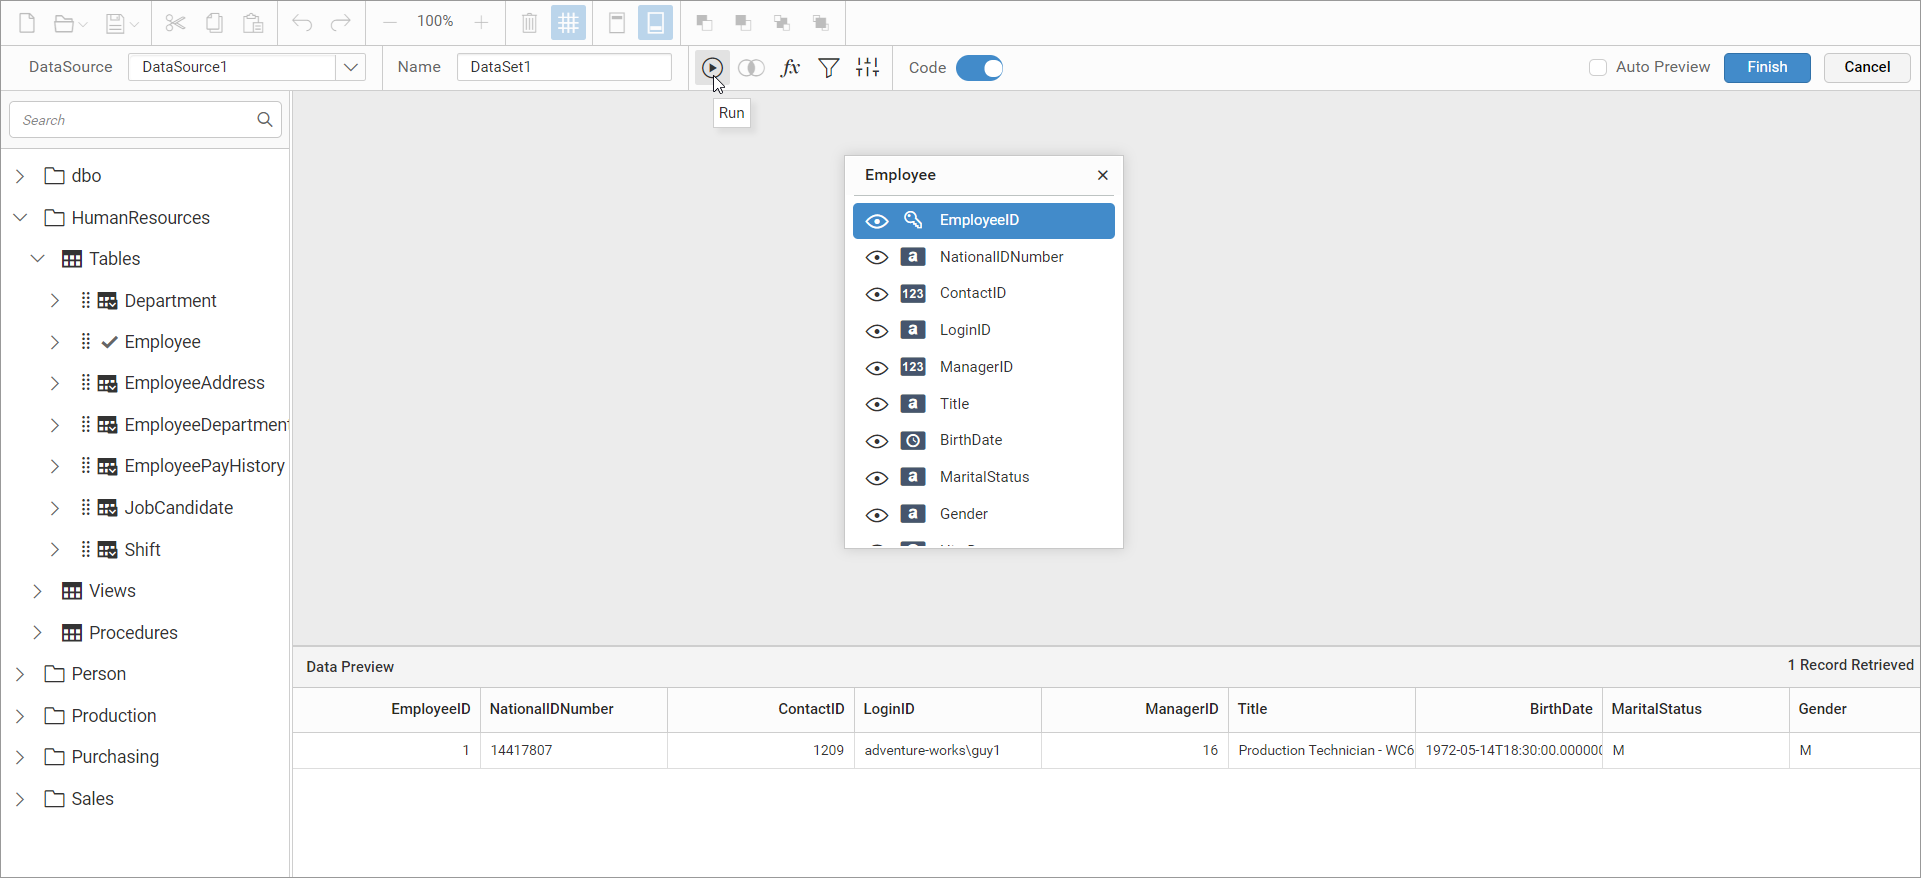 100%
DataSource
DataSource1
Name
DataSet1
fx
Code
Auto Preview
Finish
Cancel
Run
Search
dbo
HumanResources
Tables
Department
Employee
EmployeeAddress
EmployeeDepartment
EmployeePayHistory
JobCandidate
Shift
Views
Procedures
Person
Production
Purchasing
Sales
Employee
EmployeeID
a NationalIDNumber
123 ContactID
a LoginID
123 ManagerID
a Title
BirthDate
a MaritalStatus
a Gender
Data Preview
1 Record Retrieved
EmployeeID NationalIDNumber ContactID LoginID ManagerID Title BirthDate MaritalStatus Gender
1 14417807 1209 adventure-works\guy1 16 Production Technician - WC6 1972-05-14T18:30:00.000000 M M